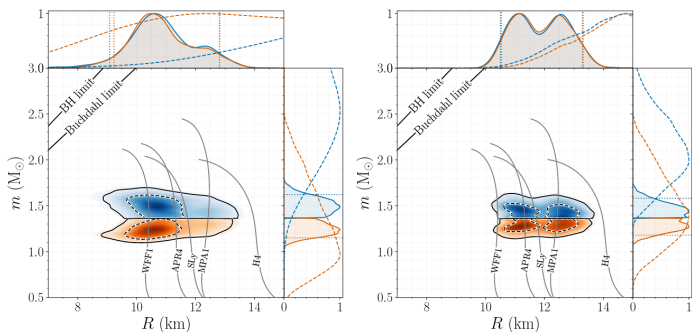 1
0
3.0
2.5
2.0
1.5
1.0
0.5
m (M⊙)
BH limit
Buchdahl limit
WFF1
APR4
SLy
MPA1
H4
8
10
12
14
R (km)
0
1
1
0
3.0
2.5
2.0
1.5
1.0
0.5
m (M⊙)
BH limit
Buchdahl limit
WFF1
APR4
SLy
MPA1
H4
8
10
12
14
R (km)
0
1